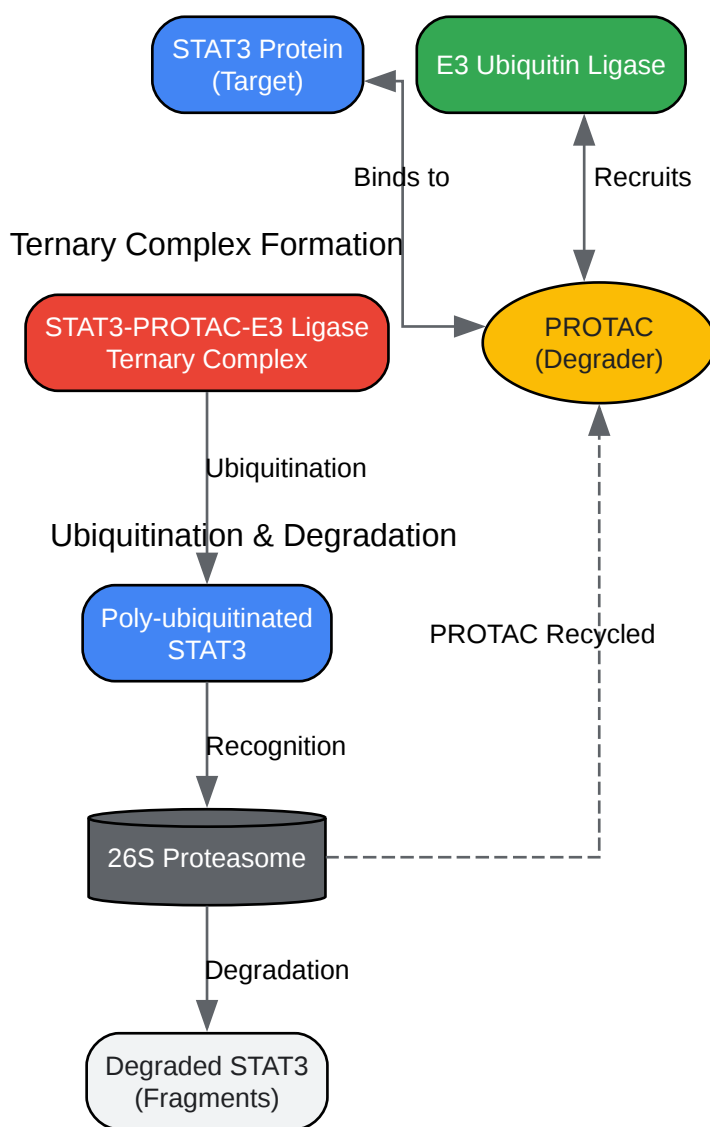 STAT3 Protein
(Target)
E3 Ubiquitin Ligase
Binds to
Recruits
Ternary Complex Formation
STAT3-PROTAC-E3 Ligase
Ternary Complex
PROTAC
(Degrader)
Ubiquitination
Ubiquitination & Degradation
Poly-ubiquitinated
STAT3
PROTAC Recycled
Recognition
26S Proteasome
Degradation
Degraded STAT3
(Fragments)